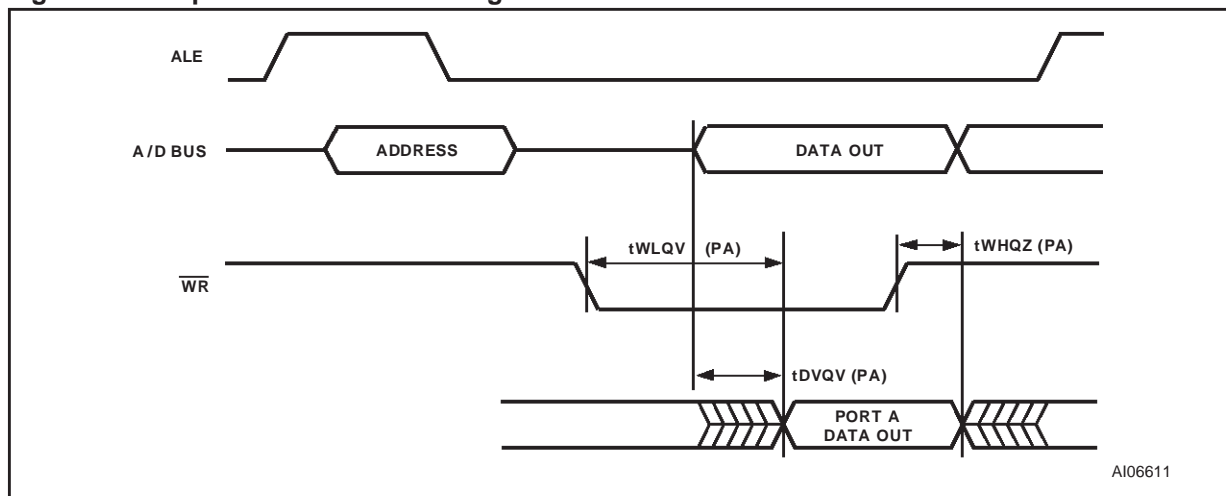 ALE
A/D BUS
ADDRESS
DATA OUT
tWLQV (PA)
tWHQZ (PA)
WR
tDVQV (PA)
PORT A
DATA OUT
AI06611